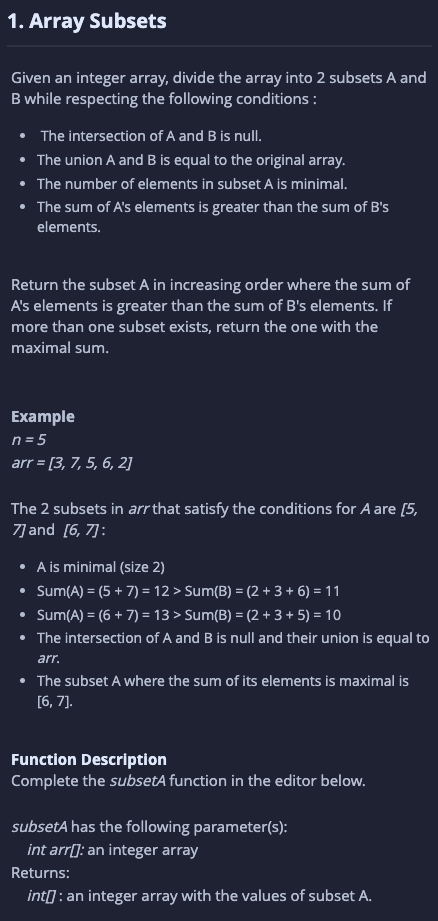 1. Array Subsets
Given an integer array, divide the array into 2 subsets A and
B while respecting the following conditions :
• The intersection of A and B is null.
• The union A and B is equal to the original array.
• The number of elements in subset A is minimal.
• The sum of A's elements is greater than the sum of B's
elements.
Return the subset A in increasing order where the sum of
A's elements is greater than the sum of B's elements. If
more than one subset exists, return the one with the
maximal sum.
Example
n = 5
arr = [3, 7, 5, 6, 2]
The 2 subsets in arr that satisfy the conditions for A are [5,
7] and [6, 7] :
• A is minimal (size 2)
• Sum(A) = (5 + 7) = 12 > Sum(B) = (2 + 3 + 6) = 11
• Sum(A) = (6 + 7) = 13 > Sum(B) = (2 + 3 + 5) = 10
• The intersection of A and B is null and their union is equal to
arr.
• The subset A where the sum of its elements is maximal is
[6, 7].
Function Description
Complete the subsetA function in the editor below.
subsetA has the following parameter(s):
int arr[]: an integer array
Returns:
int[] : an integer array with the values of subset A.